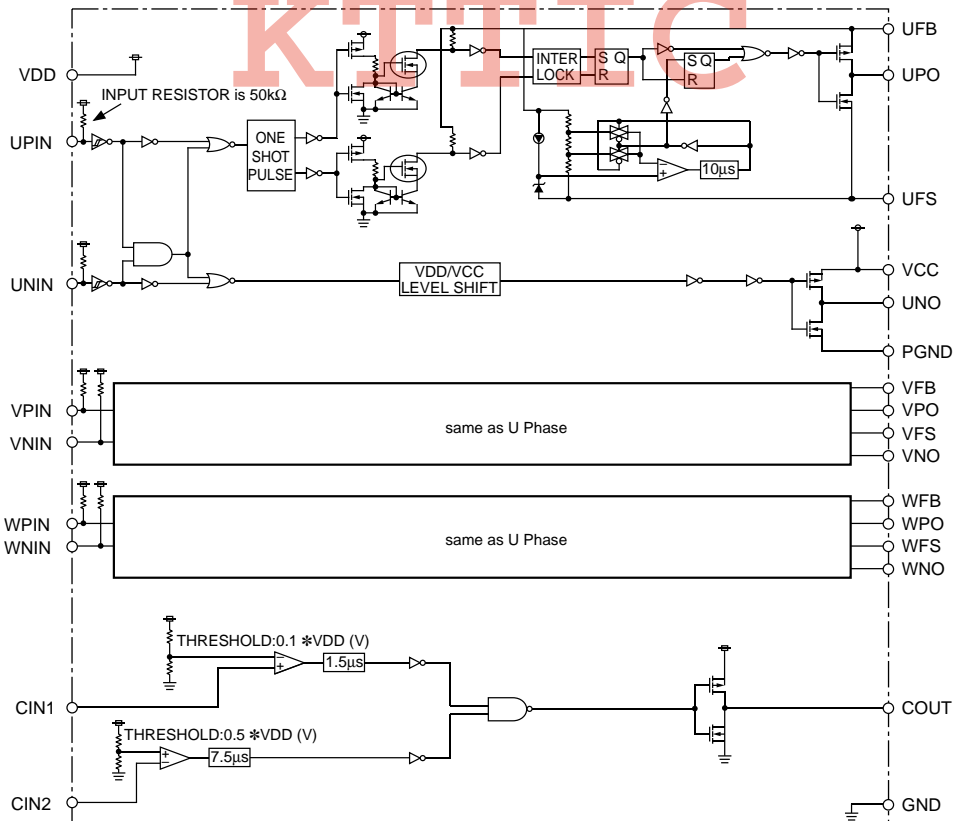 KTTIC
UFB
VDD
INTER
LOCK
S Q
R
S Q
R
UPO
INPUT RESISTOR is 50kΩ
UPIN
ONE
SHOT
PULSE
−
+
10µs
UFS
UNIN
VDD/VCC
LEVEL SHIFT
VCC
UNO
PGND
VPIN
VNIN
same as U Phase
VFB
VPO
VFS
VNO
WPIN
WNIN
same as U Phase
WFB
WPO
WFS
WNO
THRESHOLD:0.1 ∗VDD (V)
−
+
1.5µs
CIN1
COUT
THRESHOLD:0.5 ∗VDD (V)
+
−
7.5µs
CIN2
GND